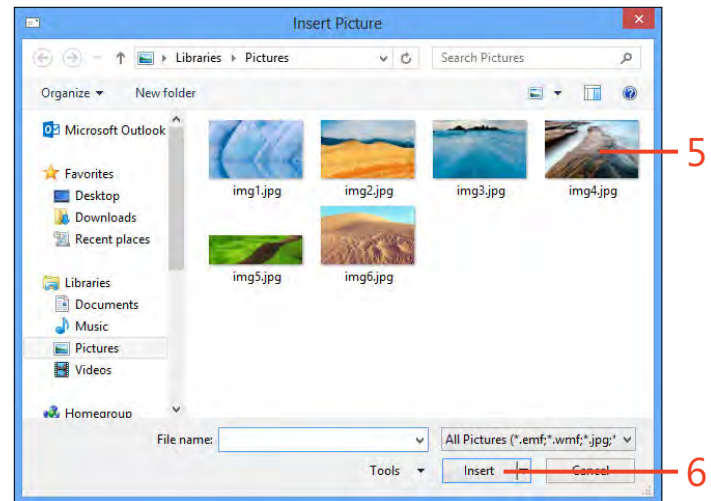 Insert Picture
Libraries Pictures
Search Pictures
Organize
New folder
Microsoft Outlook
Favorites
Desktop
Downloads
Recent places
Libraries
Documents
Music
Pictures
Videos
Homegroup
img1.jpg img2.jpg img3.jpg img4.jpg
5
img5.jpg img6.jpg
File name:
All Pictures (*.emf;*.wmf;*.jpg;*
Tools Insert Cancel
6